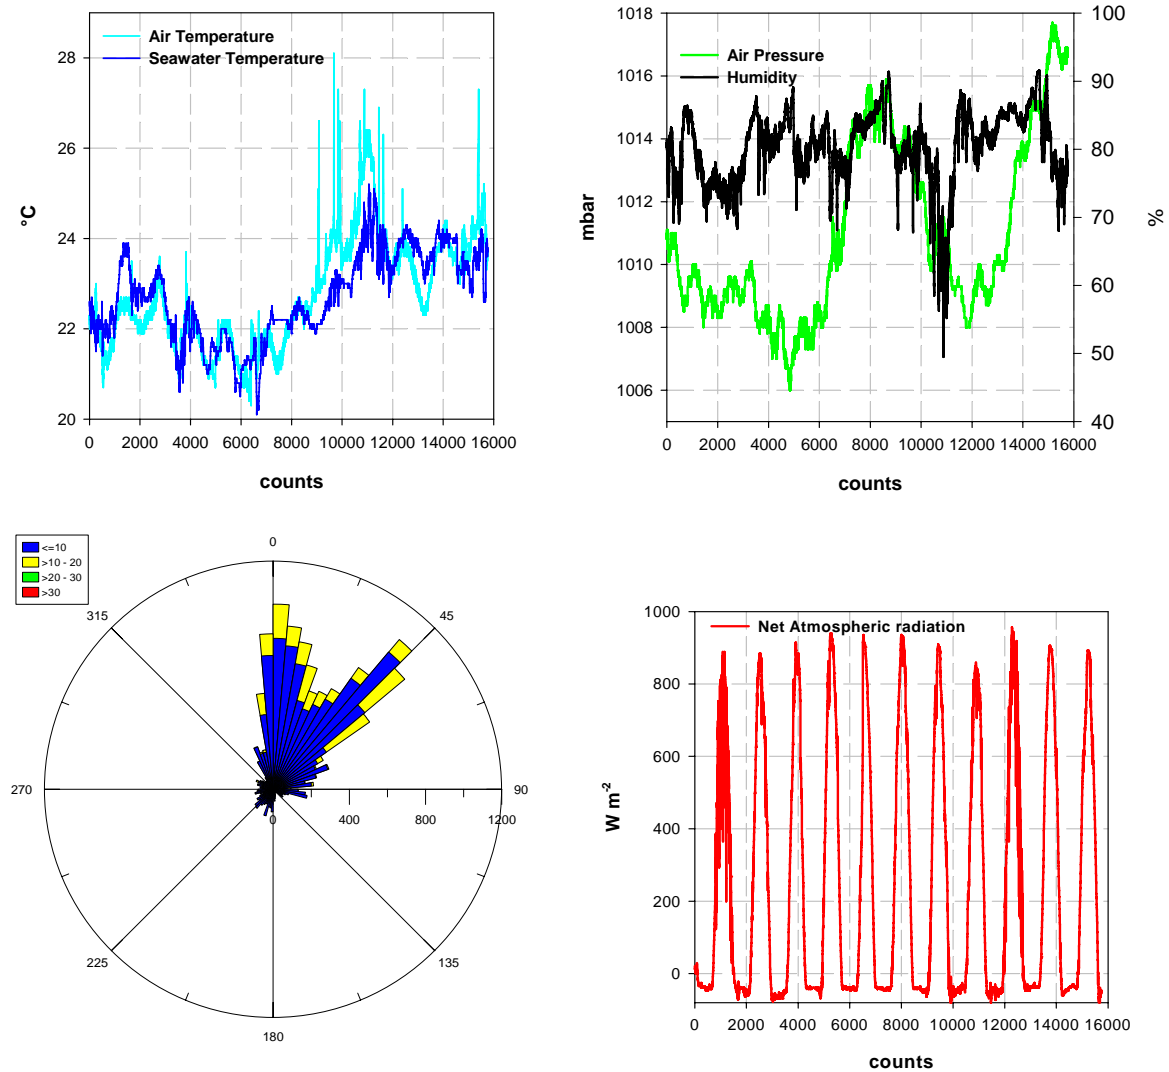 Air Temperature
Seawater Temperature
28
26
24
22
20
°C
0 2000 4000 6000 8000 10000 12000 14000 16000
counts
Air Pressure
Humidity
1018
1016
1014
1012
1010
1008
1006
mbar
100
90
80
70
60
50
40
%
0 2000 4000 6000 8000 10000 12000 14000 16000
counts
<=10
>10 - 20
>20 - 30
>30
0
45
90
135
180
225
270
315
0 400 800 1200
Net Atmospheric radiation
1000
800
600
400
200
0
W m-2
0 2000 4000 6000 8000 10000 12000 14000 16000
counts